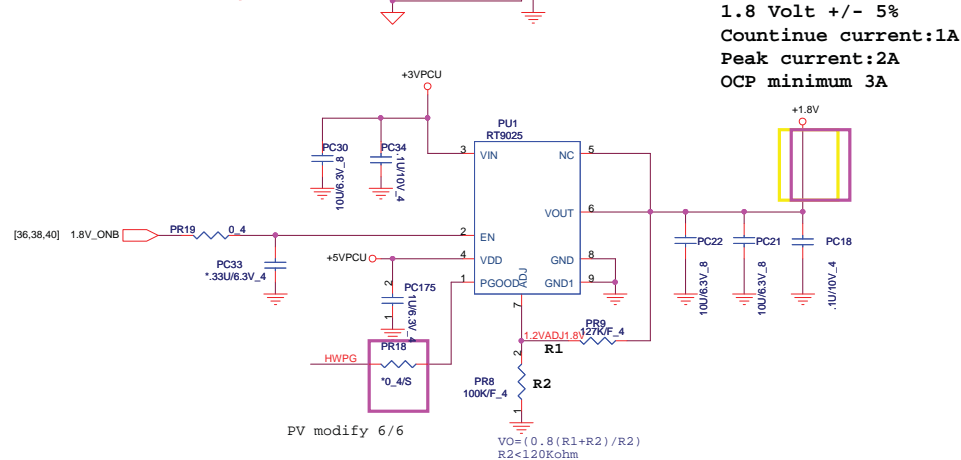 1.8 Volt +/- 5%
Countinue current:1A
Peak current:2A
OCP minimum 3A
+3VPCU
+1.8V
PU1
RT9025
PC30
10U/6.3V_8
PC34
.1U/10V_4
3
VIN
NC
5
VOUT
6
[36,38,40]
1.8V_ONB
PR19
0_4
2
EN
PC33
*.33U/6.3V_4
+5VPCU
4
VDD
GND
8
1
PGOOD
ADJ
GND1
9
PC22
10U/6.3V_8
PC21
10U/6.3V_8
PC18
.1U/10V_4
2
PC175
1U/6.3V_4
1
7
HWPG
PR18
*0_4/S
1.2VADJ1.8V
PR9
127K/F_4
R1
2
PR8
100K/F_4
R2
1
PV modify 6/6
VO=(0.8(R1+R2)/R2)
R2<120Kohm